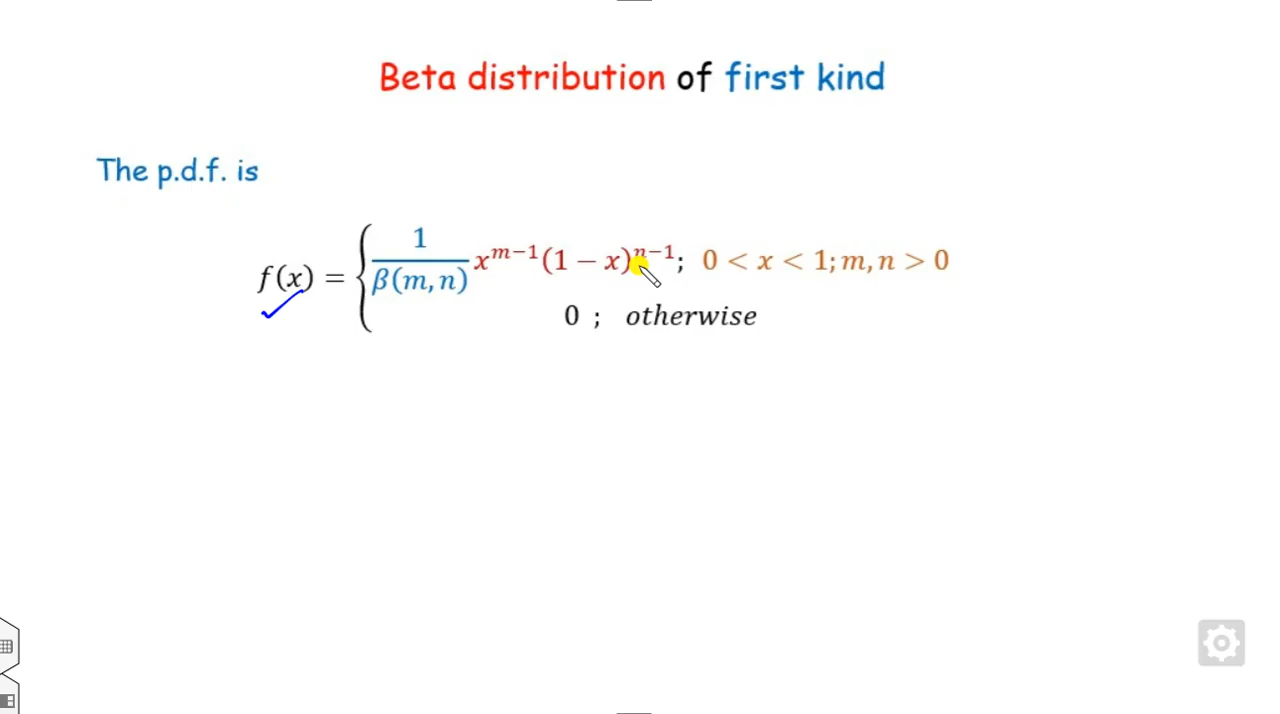 Beta distribution of first kind
The p.d.f. is
f(x) = { 1/β(m, n) x^{m−1}(1 − x)^{n−1}; 0 < x < 1; m, n > 0
0 ; otherwise